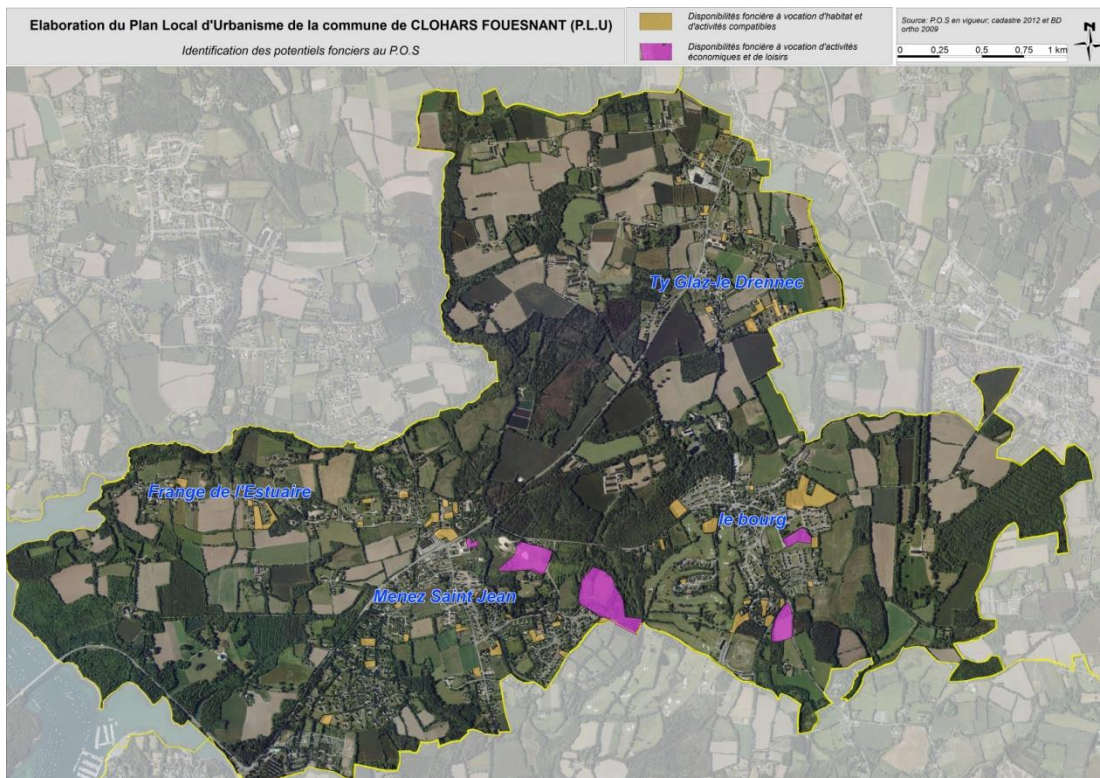 Elaboration du Plan Local d'Urbanisme de la commune de CLOHARS FOUESNANT (P.L.U)
Identification des potentiels fonciers au P.O.S
Disponibilités foncière à vocation d'habitat et
d'activités compatibles
Disponibilités foncière à vocation d'activités
économiques et de loisirs
Source: P.O.S en vigueur; cadastre 2012 et BD
ortho 2009
0 0,25 0,5 0,75 1 km
N
Ty Glaz-le Drennec
Frange de l'Estuaire
le bourg
Menez Saint Jean